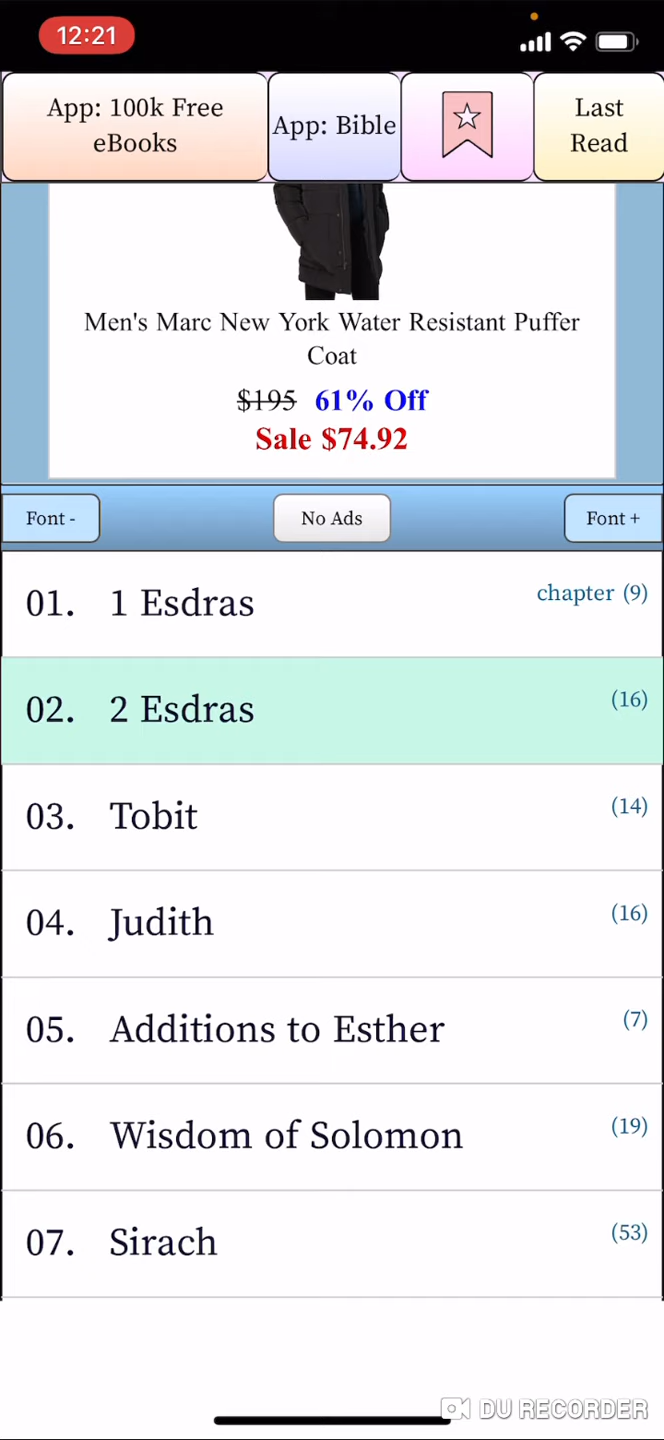 12:21
App: 100k Free
eBooks
App: Bible
Last
Read
Men's Marc New York Water Resistant Puffer
Coat
$195 61% Off
Sale $74.92
Font -
No Ads
Font +
01. 1 Esdras chapter (9)
02. 2 Esdras (16)
03. Tobit (14)
04. Judith (16)
05. Additions to Esther (7)
06. Wisdom of Solomon (19)
07. Sirach (53)
DU RECORDER